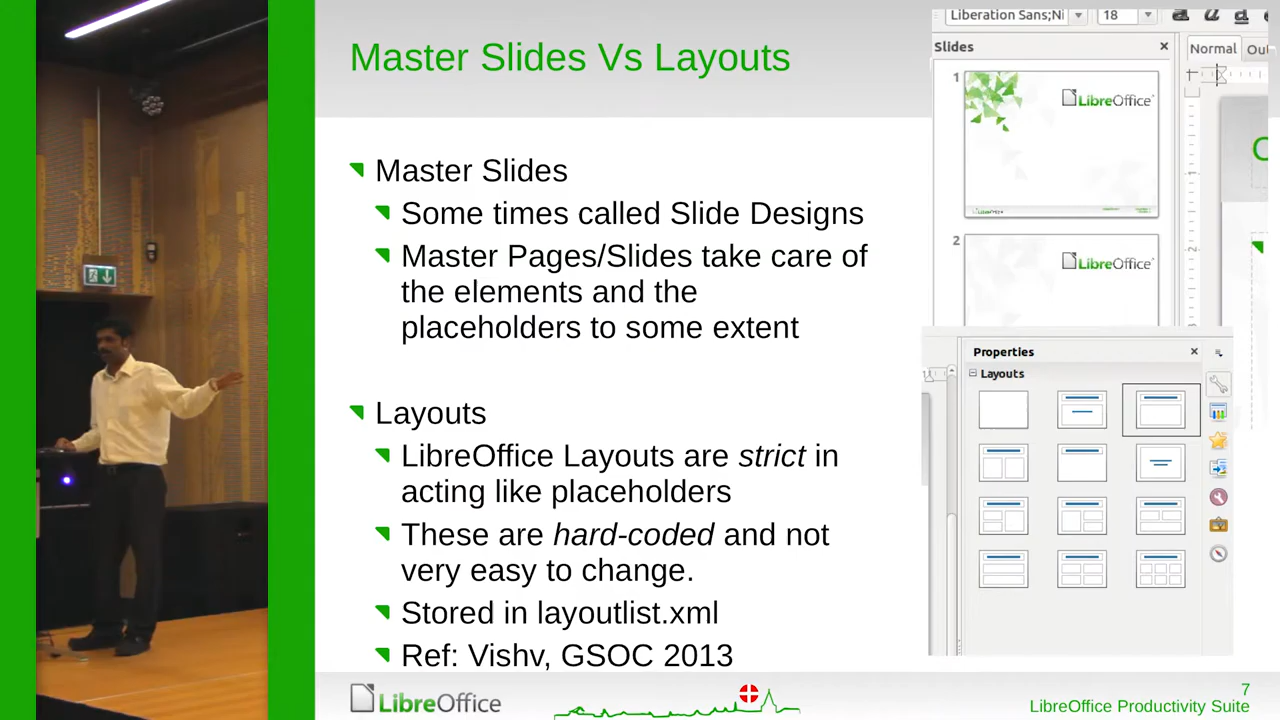 Master Slides Vs Layouts
Master Slides
Some times called Slide Designs
Master Pages/Slides take care of
the elements and the
placeholders to some extent
Layouts
LibreOffice Layouts are strict in
acting like placeholders
These are hard-coded and not
very easy to change.
Stored in layoutlist.xml
Ref: Vishv, GSOC 2013
Liberation Sans;Ni 18
Slides
Normal
1
LibreOffice
2
LibreOffice
Properties
Layouts
LibreOffice
7
LibreOffice Productivity Suite